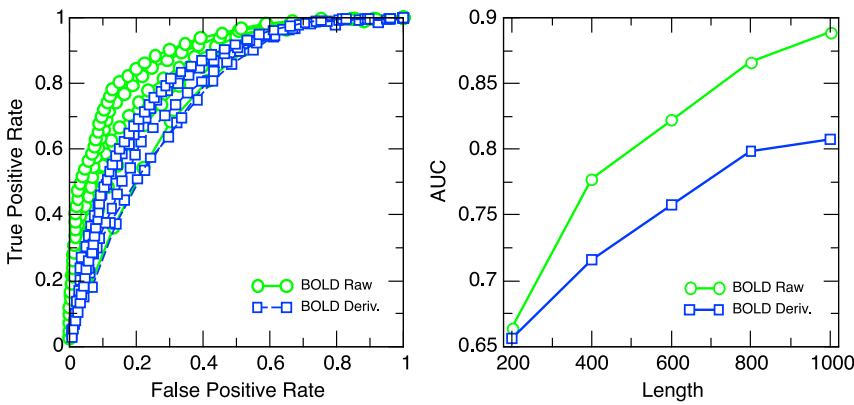 1
0.8
0.6
0.4
0.2
0
0 0.2 0.4 0.6 0.8 1
True Positive Rate
False Positive Rate
BOLD Raw
BOLD Deriv.
0.9
0.85
0.8
0.75
0.7
0.65
200 400 600 800 1000
AUC
Length
BOLD Raw
BOLD Deriv.